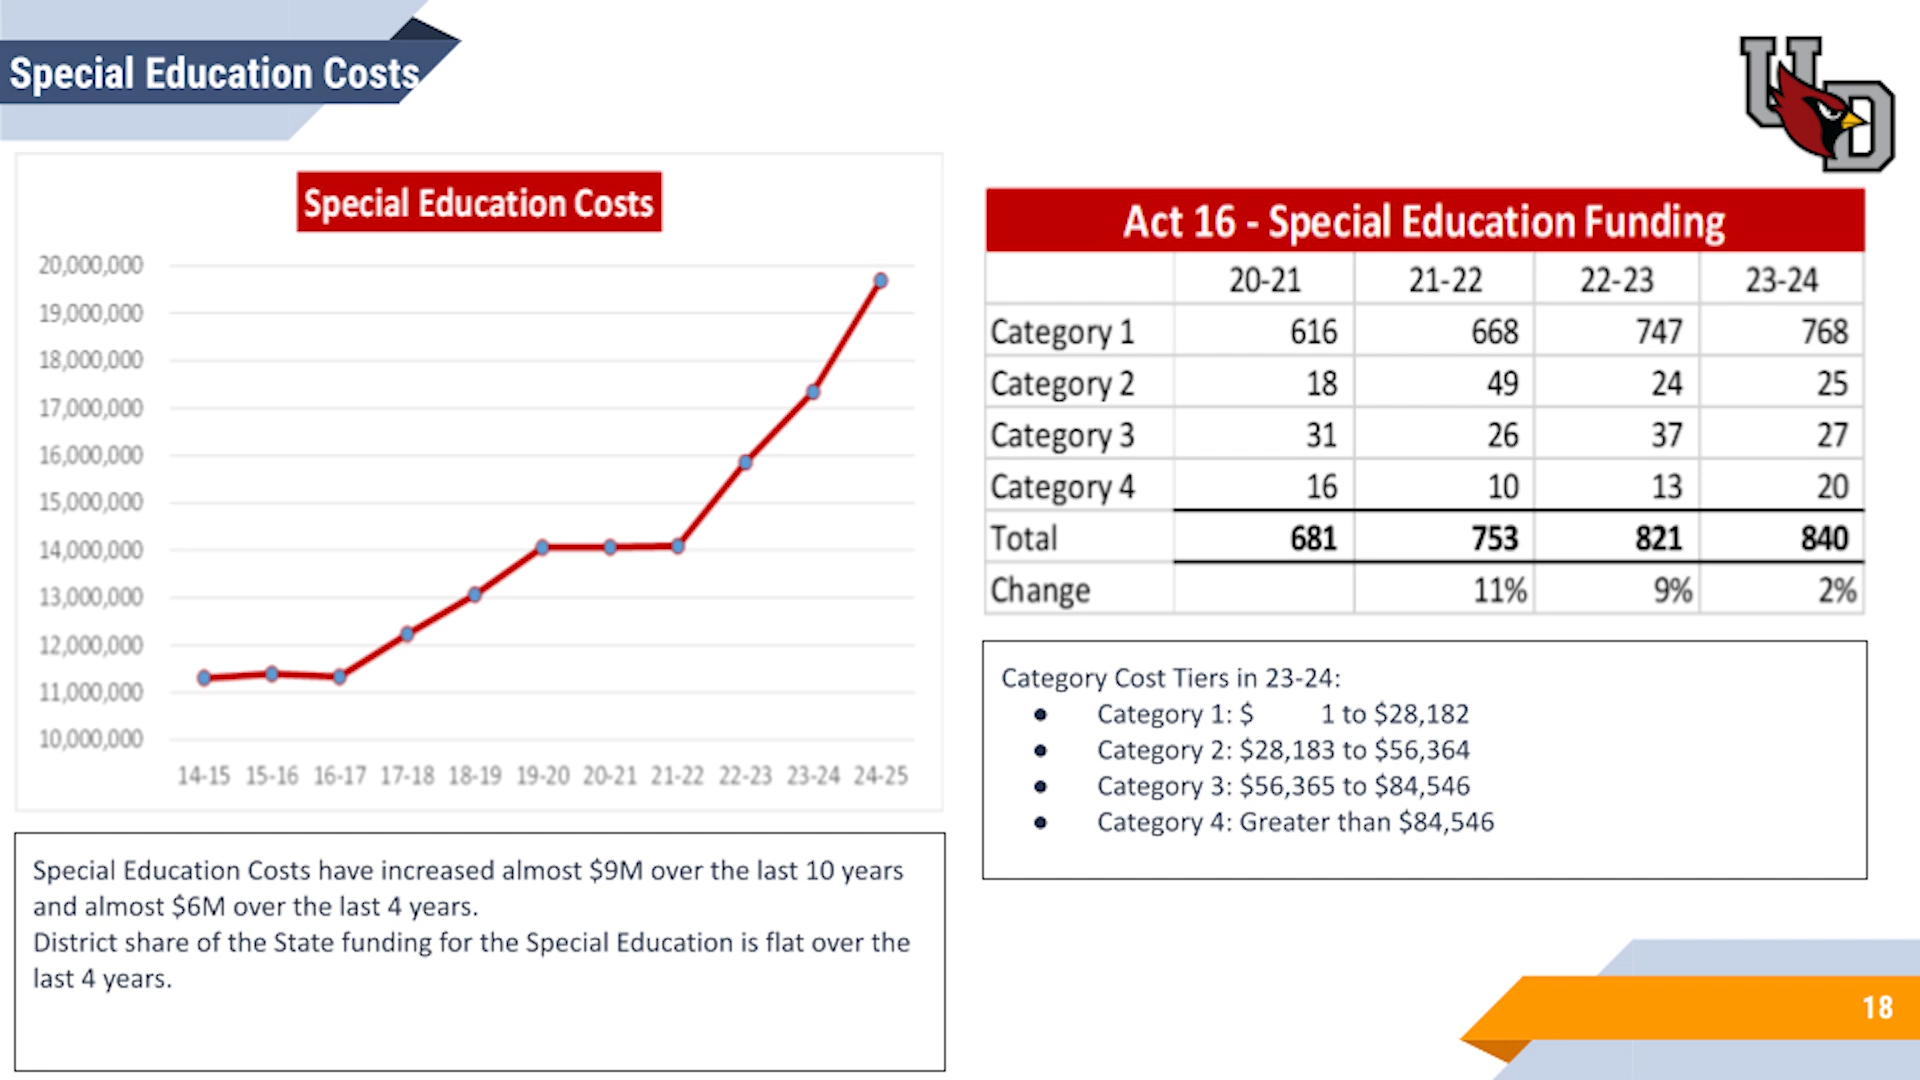 Special Education Costs
UD
Special Education Costs
20,000,000
19,000,000
18,000,000
17,000,000
16,000,000
15,000,000
14,000,000
13,000,000
12,000,000
11,000,000
10,000,000
14-15 15-16 16-17 17-18 18-19 19-20 20-21 21-22 22-23 23-24 24-25
Special Education Costs have increased almost $9M over the last 10 years
and almost $6M over the last 4 years.
District share of the State funding for the Special Education is flat over the
last 4 years.
Act 16 - Special Education Funding
20-21 21-22 22-23 23-24
Category 1 616 668 747 768
Category 2 18 49 24 25
Category 3 31 26 37 27
Category 4 16 10 13 20
Total 681 753 821 840
Change 11% 9% 2%
Category Cost Tiers in 23-24:
● Category 1: $ 1 to $28,182
● Category 2: $28,183 to $56,364
● Category 3: $56,365 to $84,546
● Category 4: Greater than $84,546
18